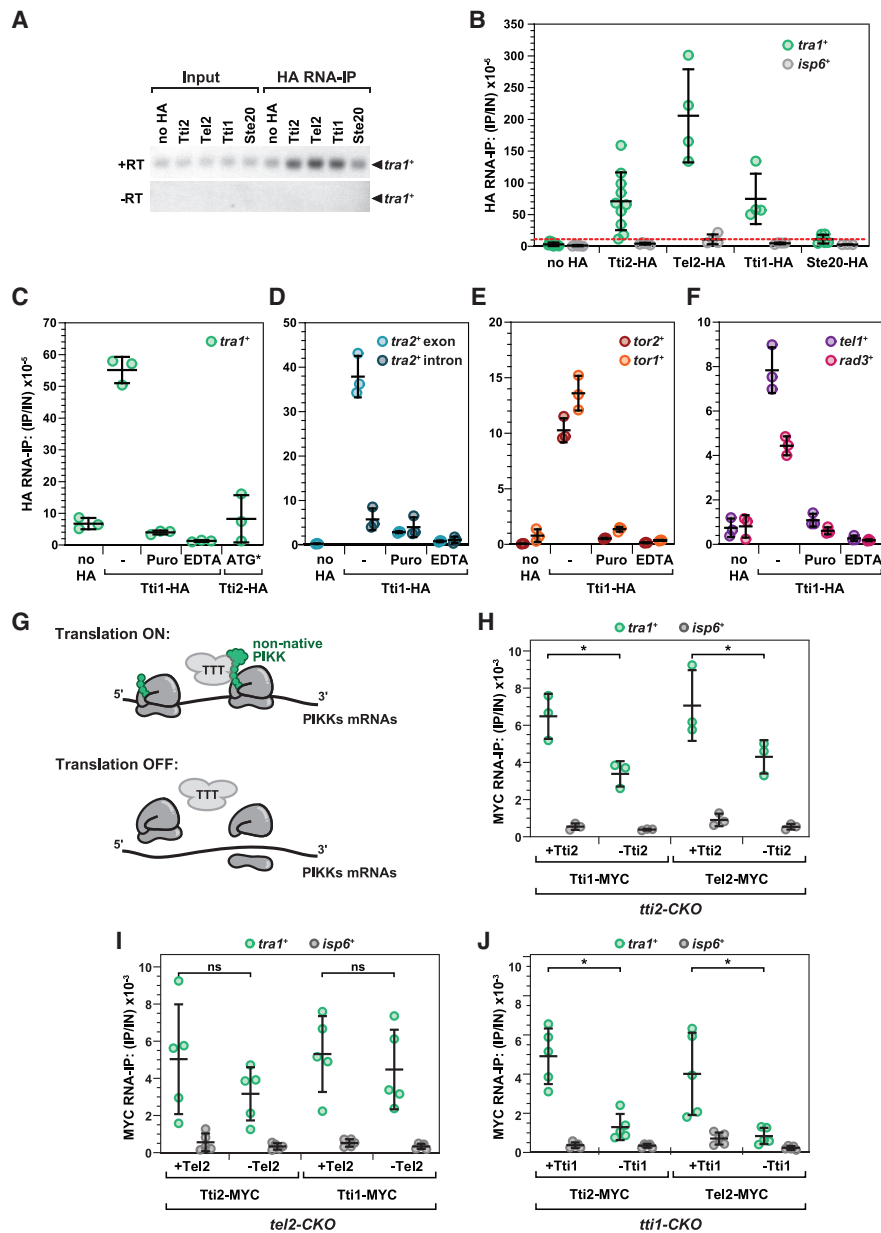 A
Input
HA RNA-IP
no HA
Tti2
Tel2
Tti1
Ste20
no HA
Tti2
Tel2
Tti1
Ste20
+RT
tra1+
-RT
tra1+
B
HA RNA-IP: (IP/IN) x10-5
350
300
250
200
150
100
50
0
tra1+
isp6+
no HA
Tti2-HA
Tel2-HA
Tti1-HA
Ste20-HA
C
HA RNA-IP: (IP/IN) x10-5
70
60
50
40
30
20
10
0
tra1+
no HA
-
Puro
EDTA
ATG*
Tti1-HA
Tti2-HA
D
50
40
30
20
10
0
tra2+ exon
tra2+ intron
no HA
-
Puro
EDTA
Tti1-HA
E
20
15
10
5
0
tor2+
tor1+
no HA
-
Puro
EDTA
Tti1-HA
F
10
8
6
4
2
0
tel1+
rad3+
no HA
-
Puro
EDTA
Tti1-HA
G
Translation ON:
non-native
PIKK
TTT
5'
3'
PIKKs mRNAs
Translation OFF:
TTT
5'
3'
PIKKs mRNAs
H
tra1+
isp6+
MYC RNA-IP: (IP/IN) x10-3
10
8
6
4
2
0
*
*
+Tti2
-Tti2
+Tti2
-Tti2
Tti1-MYC
Tel2-MYC
tti2-CKO
I
tra1+
isp6+
MYC RNA-IP: (IP/IN) x10-3
10
8
6
4
2
0
ns
ns
+Tel2
-Tel2
+Tel2
-Tel2
Tti2-MYC
Tti1-MYC
tel2-CKO
J
tra1+
isp6+
MYC RNA-IP: (IP/IN) x10-3
10
8
6
4
2
0
*
*
+Tti1
-Tti1
+Tti1
-Tti1
Tti2-MYC
Tel2-MYC
tti1-CKO